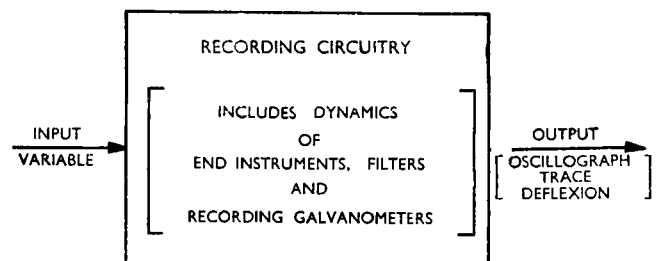 RECORDING CIRCUITRY
INCLUDES DYNAMICS
OF
END INSTRUMENTS, FILTERS
AND
RECORDING GALVANOMETERS
INPUT
VARIABLE
OUTPUT
[OSCILLOGRAPH
TRACE
DEFLEXION]